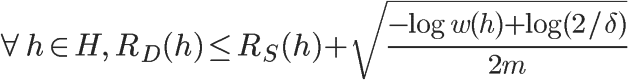 ∀ h ∈ H, R_D(h) ≤ R_S(h) + √((−log w(h) + log(2/δ)) / 2m)